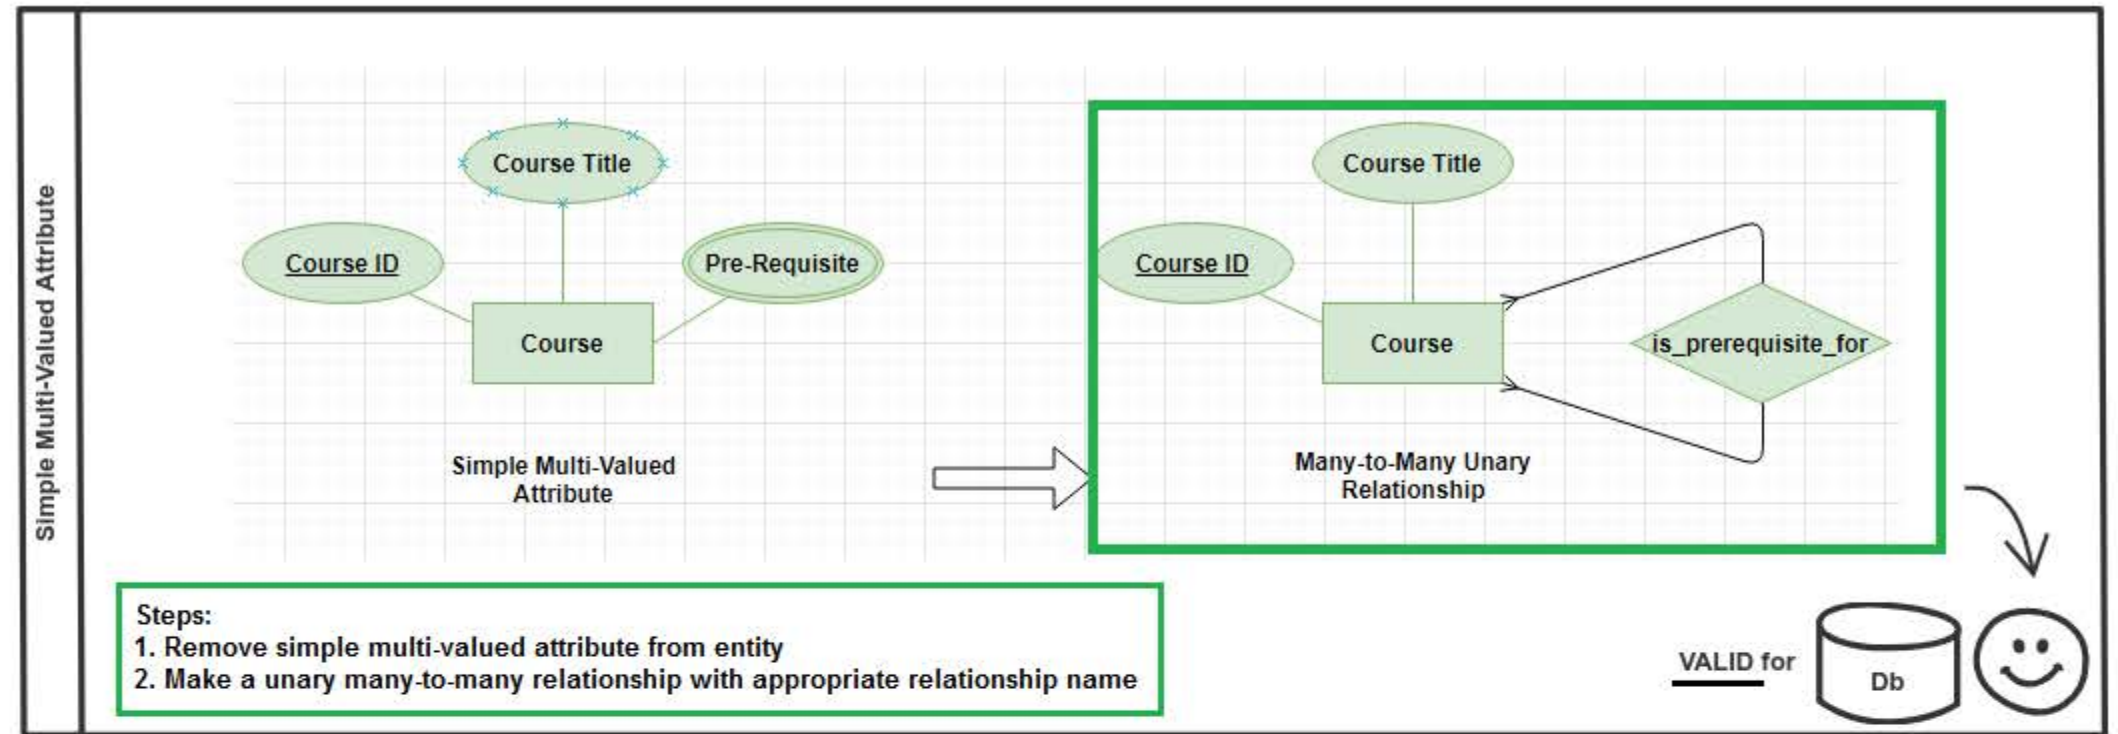 Simple Multi-Valued Attribute
Course Title
Course ID
Pre-Requisite
Course
Simple Multi-Valued
Attribute
Course Title
Course ID
Course
is_prerequisite_for
Many-to-Many Unary
Relationship
Steps:
1. Remove simple multi-valued attribute from entity
2. Make a unary many-to-many relationship with appropriate relationship name
VALID for
Db